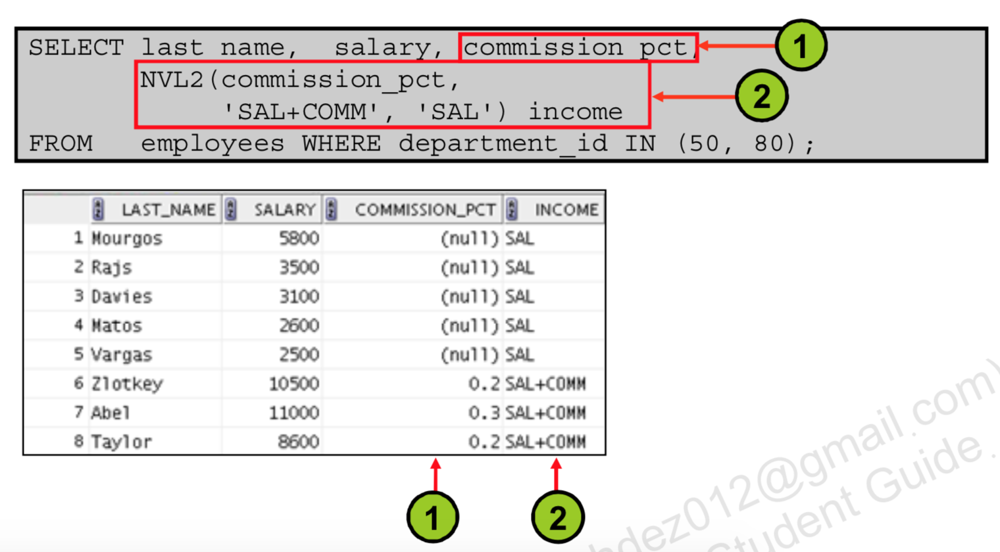 SELECT last name, salary, commission pct, 1
NVL2(commission_pct, 2
'SAL+COMM', 'SAL') income
FROM employees WHERE department_id IN (50, 80);
LAST_NAME SALARY COMMISSION_PCT INCOME
1 Mourgos 5800 (null) SAL
2 Rajs 3500 (null) SAL
3 Davies 3100 (null) SAL
4 Matos 2600 (null) SAL
5 Vargas 2500 (null) SAL
6 Zlotkey 10500 0.2 SAL+COMM
7 Abel 11000 0.3 SAL+COMM
8 Taylor 8600 0.2 SAL+COMM
1 2
dez012@gmail.com)
Student Guide.